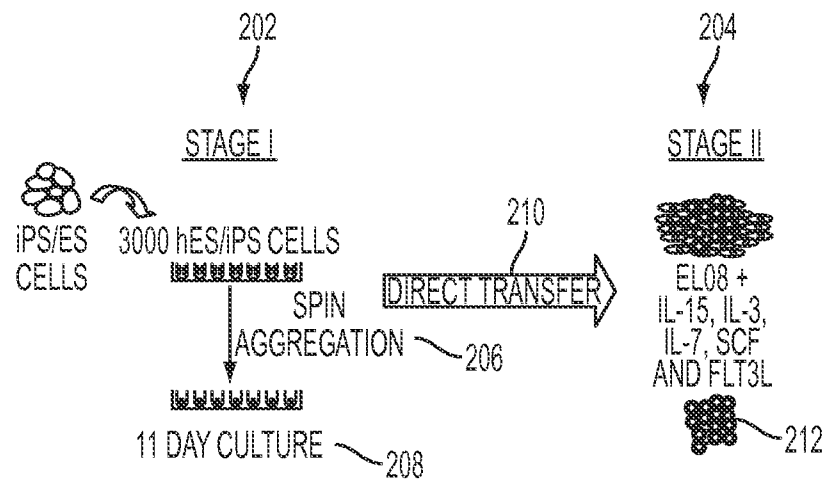 202
204
STAGE I
STAGE II
iPS/ES
CELLS
3000 hES/iPS CELLS
210
DIRECT TRANSFER
SPIN
AGGREGATION
206
EL08 +
IL-15, IL-3,
IL-7, SCF
AND FLT3L
11 DAY CULTURE
208
212